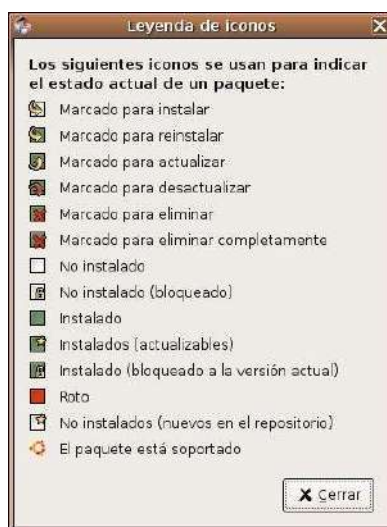 Leyenda de iconos
Los siguientes iconos se usan para indicar
el estado actual de un paquete:
Marcado para instalar
Marcado para reinstalar
Marcado para actualizar
Marcado para desactualizar
Marcado para eliminar
Marcado para eliminar completamente
No instalado
No instalado (bloqueado)
Instalado
Instalados (actualizables)
Instalado (bloqueado a la versión actual)
Roto
No instalados (nuevos en el repositorio)
El paquete está soportado
Cerrar